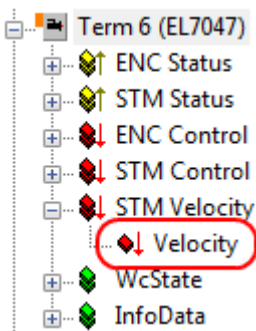 Term 6 (EL7047)
ENC Status
STM Status
ENC Control
STM Control
STM Velocity
Velocity
WcState
InfoData